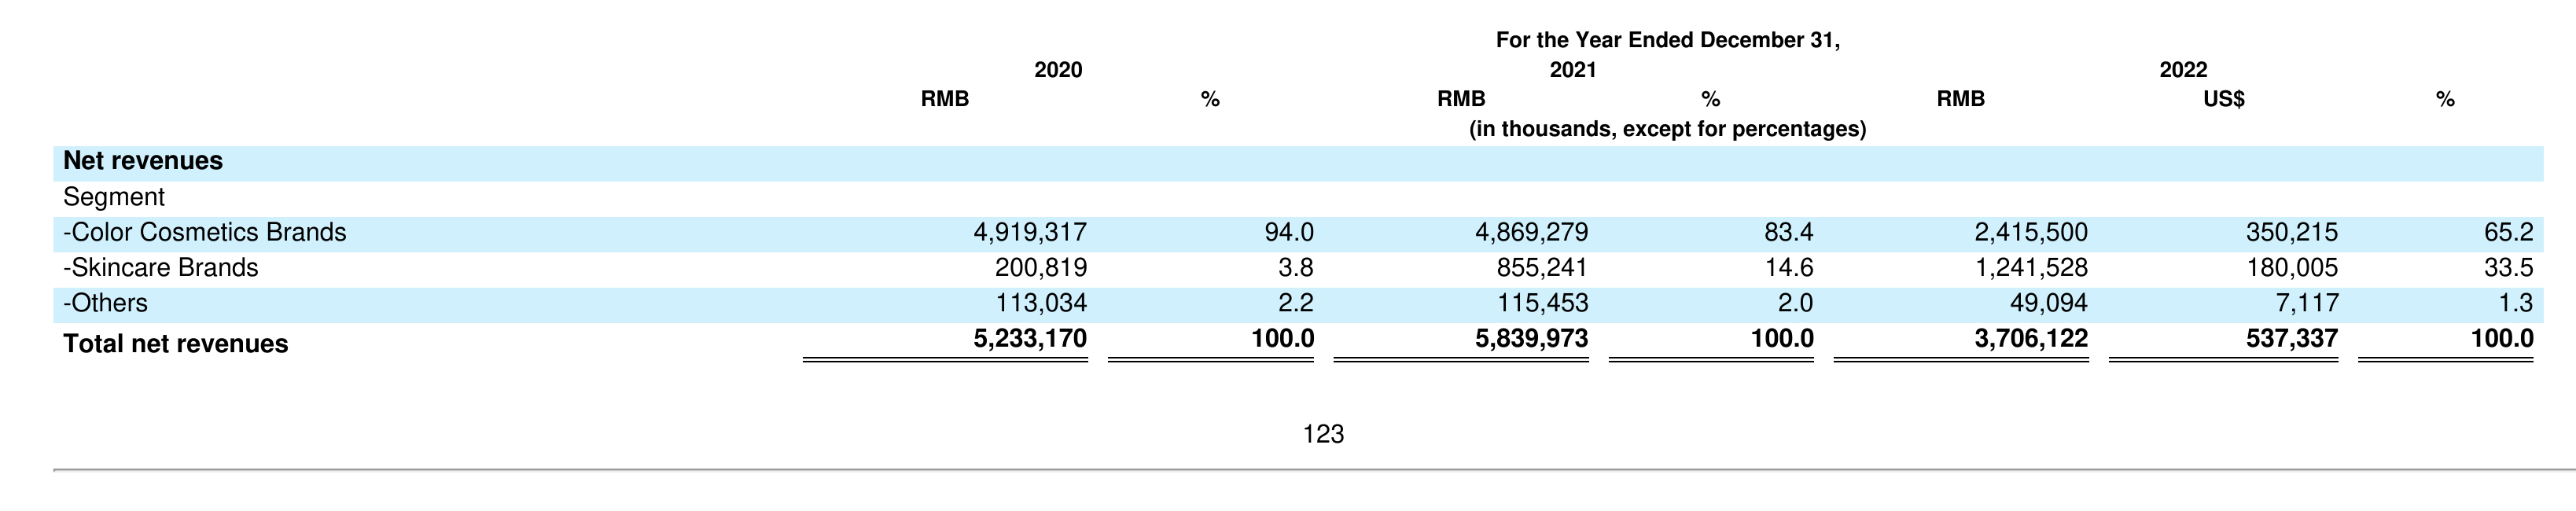 For the Year Ended December 31,
2020 2021 2022
RMB % RMB % RMB US$ %
(in thousands, except for percentages)
Net revenues
Segment
-Color Cosmetics Brands 4,919,317 94.0 4,869,279 83.4 2,415,500 350,215 65.2
-Skincare Brands 200,819 3.8 855,241 14.6 1,241,528 180,005 33.5
-Others 113,034 2.2 115,453 2.0 49,094 7,117 1.3
Total net revenues 5,233,170 100.0 5,839,973 100.0 3,706,122 537,337 100.0
123